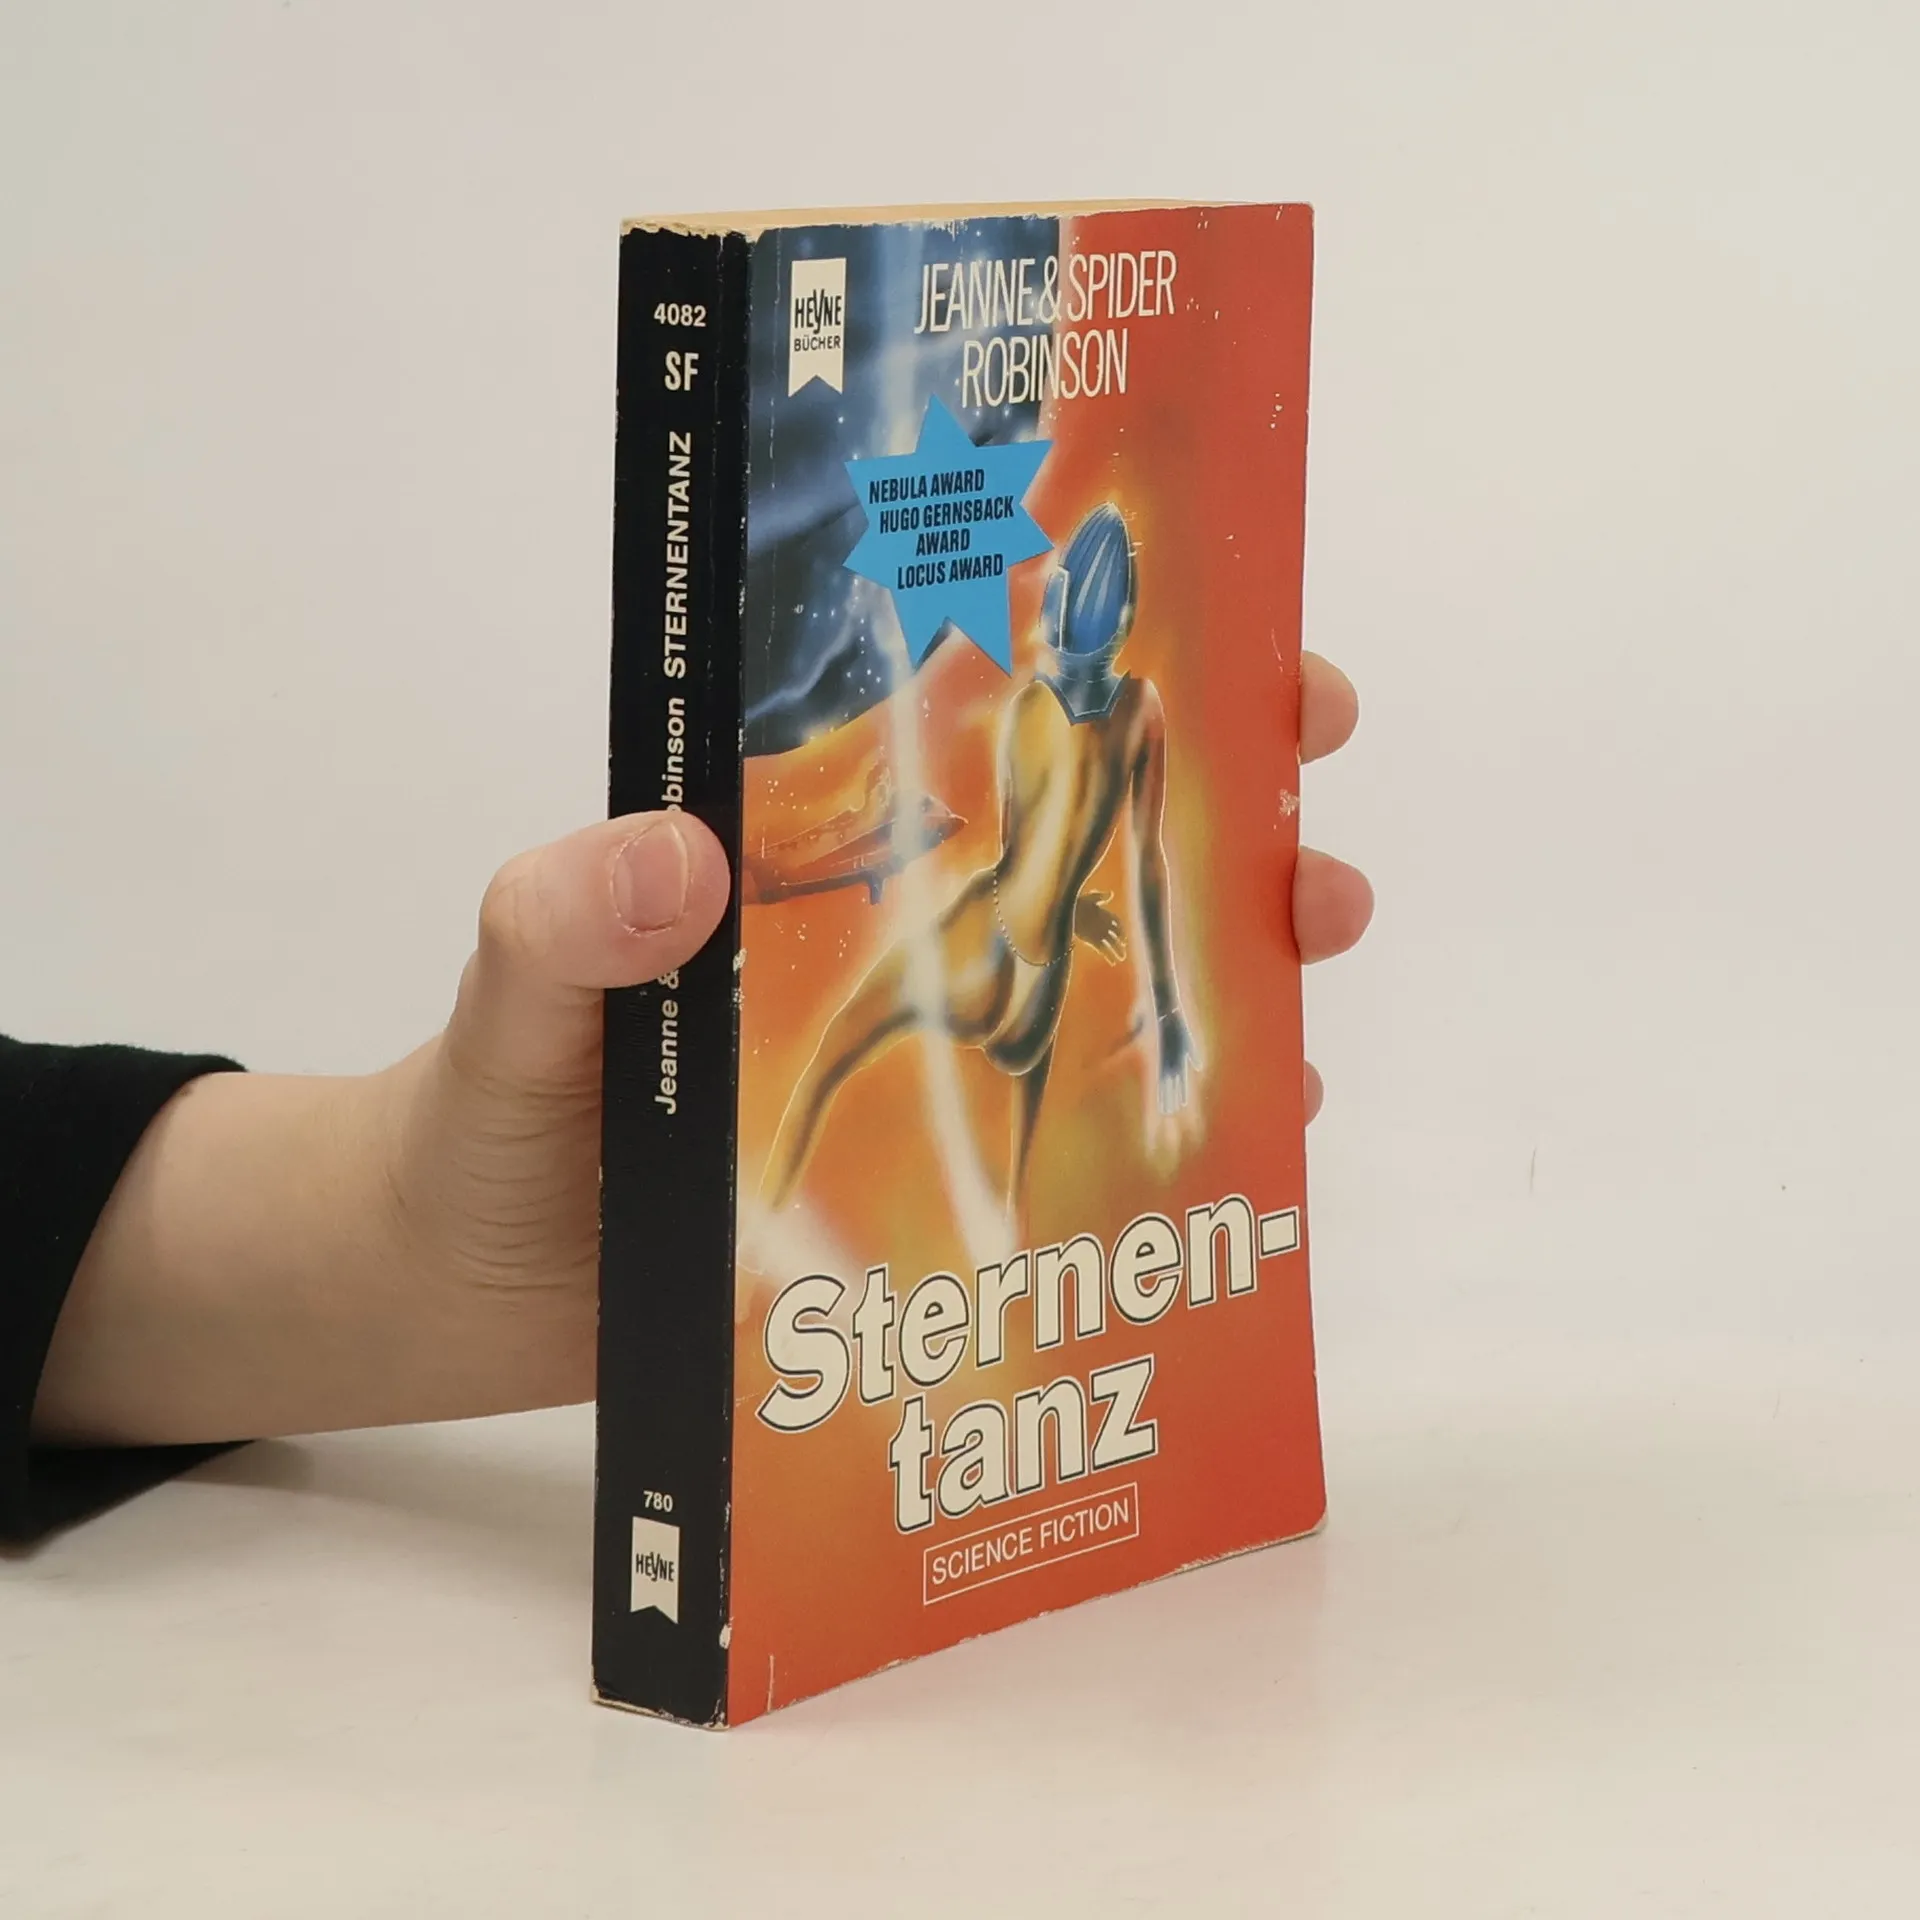 4082
SF
Jeanne & obinson STERNENTANZ
780
HEYNE
HEYNE
BÜCHER
JEANNE & SPIDER
ROBINSON
NEBULA AWARD
HUGO GERNSBACK
AWARD
LOCUS AWARD
Sternen-
tanz
SCIENCE FICTION